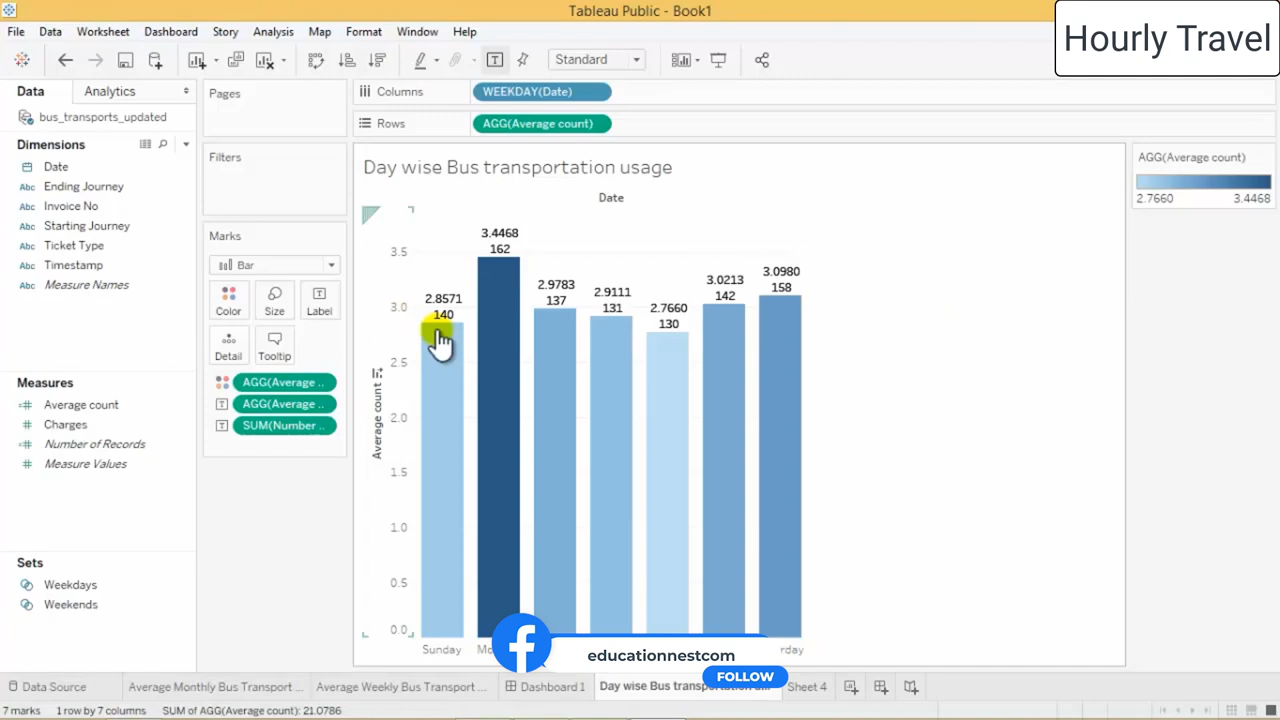 Tableau Public - Book1
Hourly Travel
File Data Worksheet Dashboard Story Analysis Map Format Window Help
Standard
Data Analytics
bus_transports_updated
Dimensions
Date
Abc Ending Journey
Abc Invoice No
Abc Starting Journey
Abc Ticket Type
Abc Timestamp
Abc Measure Names
Measures
Average count
Charges
Number of Records
Measure Values
Sets
Weekdays
Weekends
Pages
Filters
Marks
Bar
Color Size Label
Detail Tooltip
AGG(Average ..
AGG(Average ..
SUM(Number ..
Columns WEEKDAY(Date)
Rows AGG(Average count)
Day wise Bus transportation usage
Date
3.5
3.0
2.5
2.0
1.5
1.0
0.5
0.0
Average count
2.8571
140
3.4468
162
2.9783
137
2.9111
131
2.7660
130
3.0213
142
3.0980
158
Sunday
AGG(Average count)
2.7660 3.4468
educationnestcom
FOLLOW
Data Source Average Monthly Bus Transport ... Average Weekly Bus Transport ... Dashboard 1 Day wise Bus transportation Sheet 4
7 marks 1 row by 7 columns SUM of AGG(Average count): 21.0786